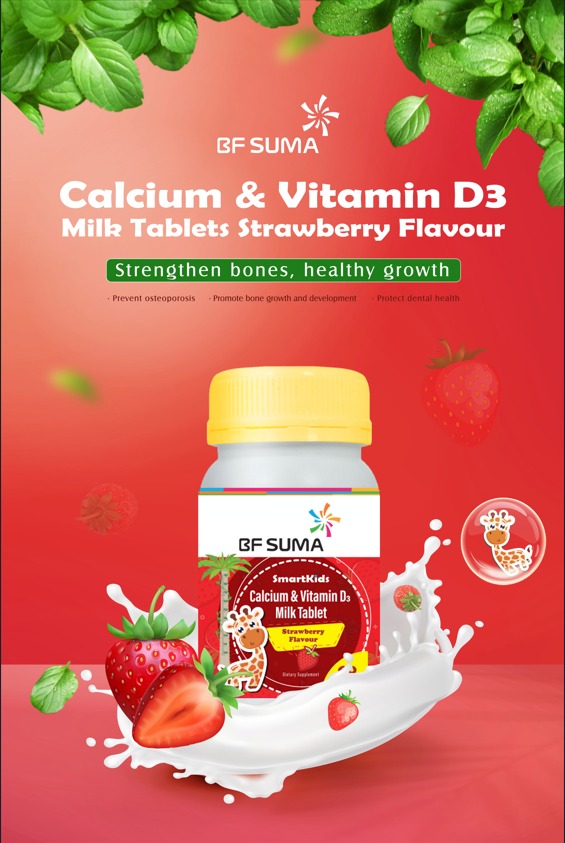 BF SUMA
Calcium & Vitamin D3
Milk Tablets Strawberry Flavour
Strengthen bones, healthy growth
· Prevent osteoporosis · Promote bone growth and development · Protect dental health
BF SUMA
SmartKids
Calcium & Vitamin D3
Milk Tablet
Strawberry
Flavour
Dietary Supplement